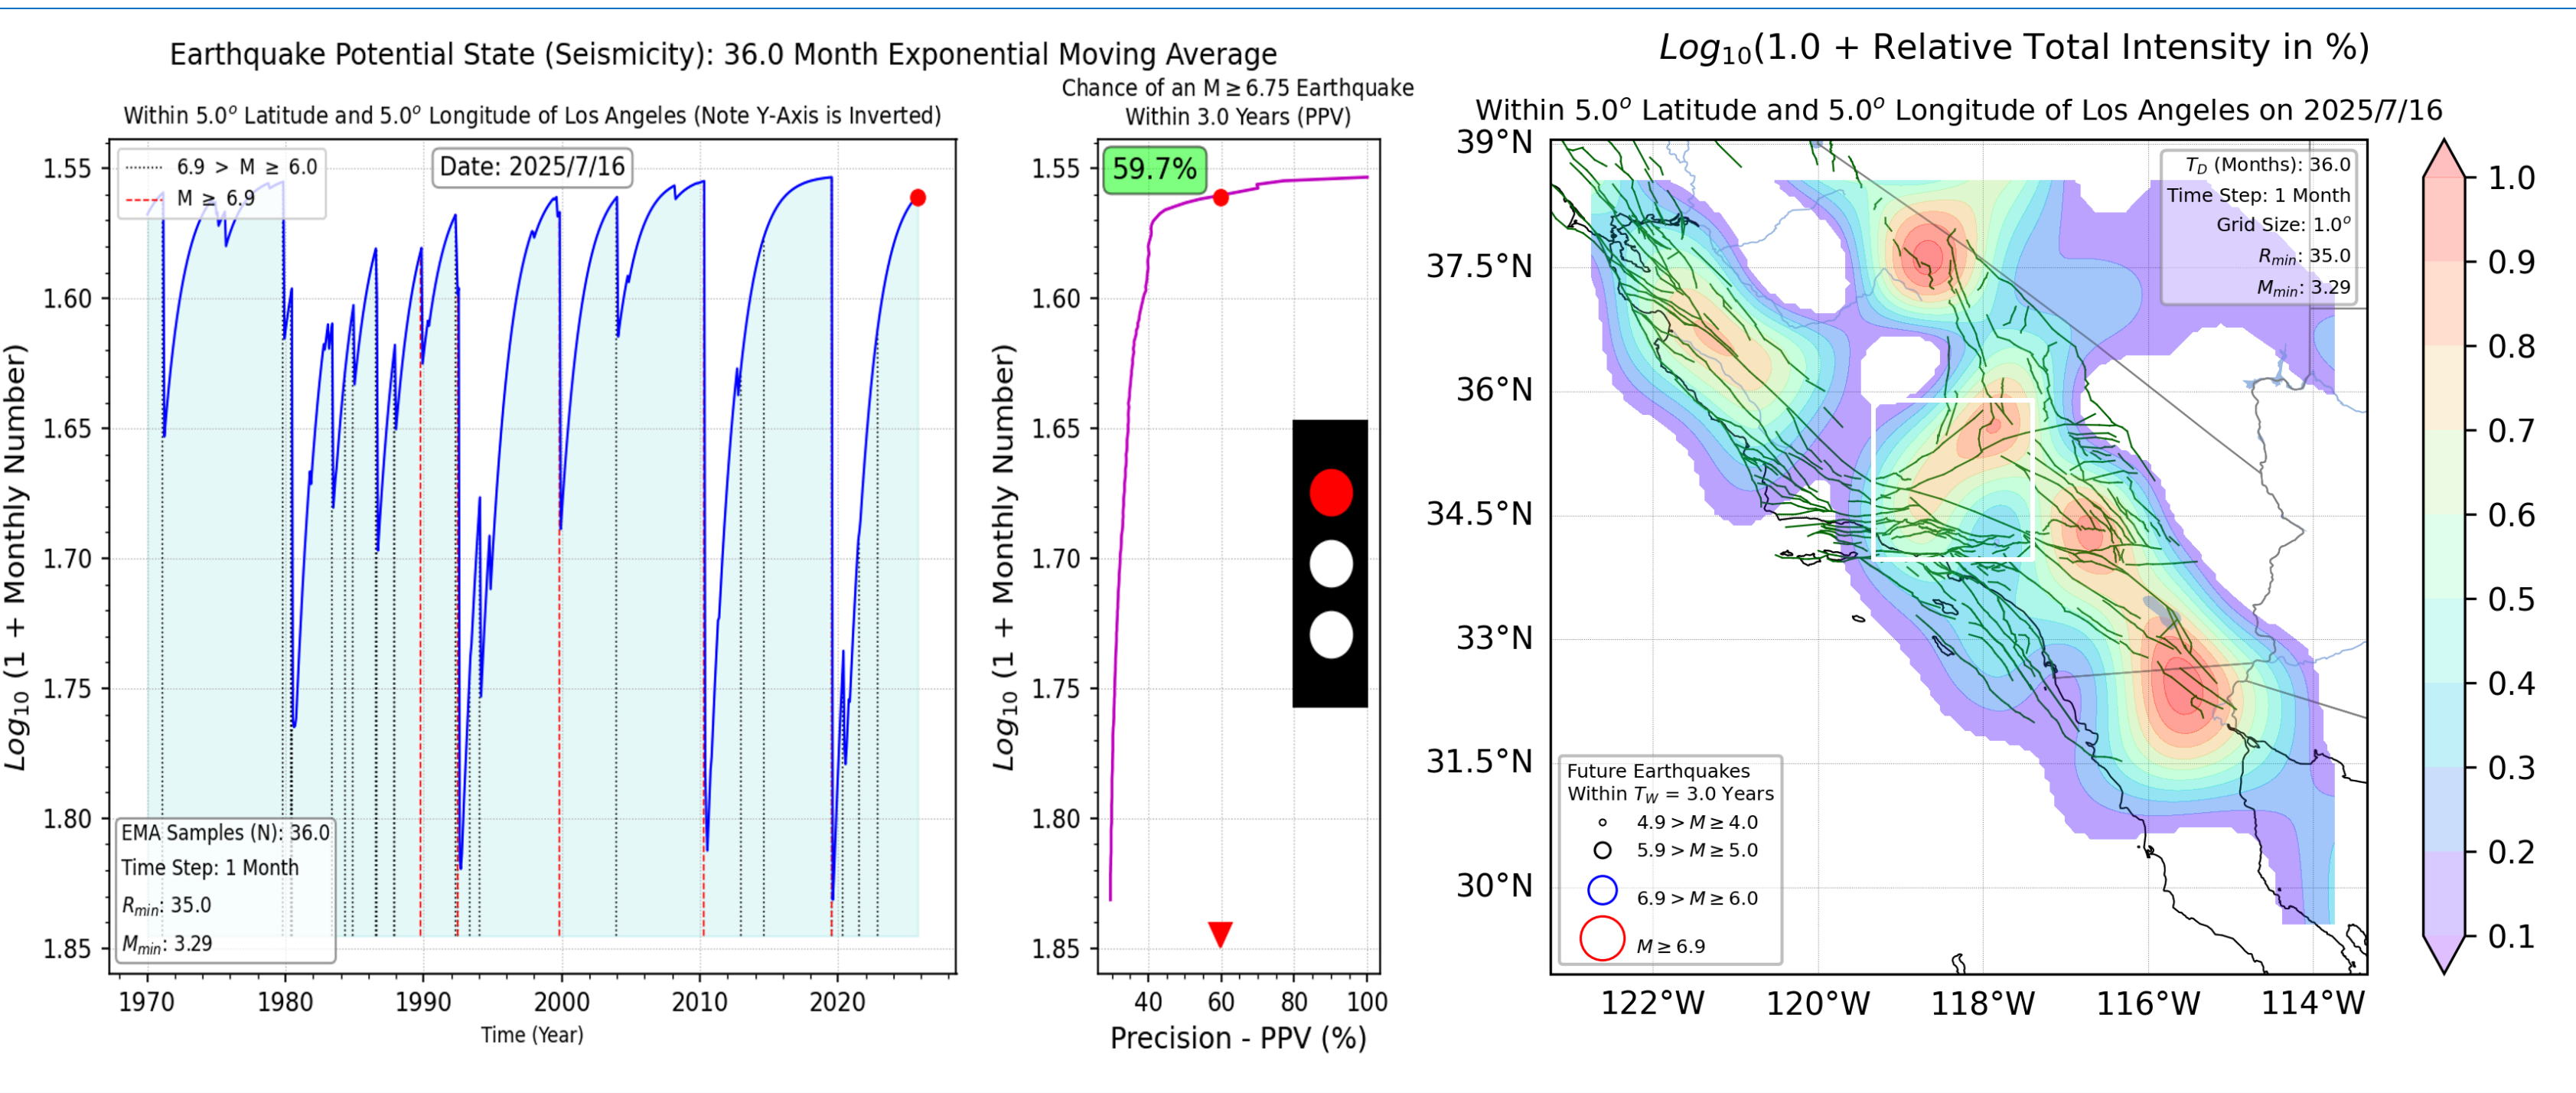 Earthquake Potential State (Seismicity): 36.0 Month Exponential Moving Average
Within 5.0° Latitude and 5.0° Longitude of Los Angeles (Note Y-Axis is Inverted)
6.9 > M ≥ 6.0
M ≥ 6.9
Date: 2025/7/16
Log₁₀ (1 + Monthly Number)
1.55
1.60
1.65
1.70
1.75
1.80
1.85
EMA Samples (N): 36.0
Time Step: 1 Month
Rmin: 35.0
Mmin: 3.29
1970 1980 1990 2000 2010 2020
Time (Year)
Chance of an M ≥ 6.75 Earthquake
Within 3.0 Years (PPV)
59.7%
Log₁₀ (1 + Monthly Number)
1.55
1.60
1.65
1.70
1.75
1.80
1.85
40 60 80 100
Precision - PPV (%)
Log₁₀(1.0 + Relative Total Intensity in %)
Within 5.0° Latitude and 5.0° Longitude of Los Angeles on 2025/7/16
39°N
37.5°N
36°N
34.5°N
33°N
31.5°N
30°N
TD (Months): 36.0
Time Step: 1 Month
Grid Size: 1.0°
Rmin: 35.0
Mmin: 3.29
Future Earthquakes
Within TW = 3.0 Years
4.9 > M ≥ 4.0
5.9 > M ≥ 5.0
6.9 > M ≥ 6.0
M ≥ 6.9
122°W 120°W 118°W 116°W 114°W
1.0
0.9
0.8
0.7
0.6
0.5
0.4
0.3
0.2
0.1